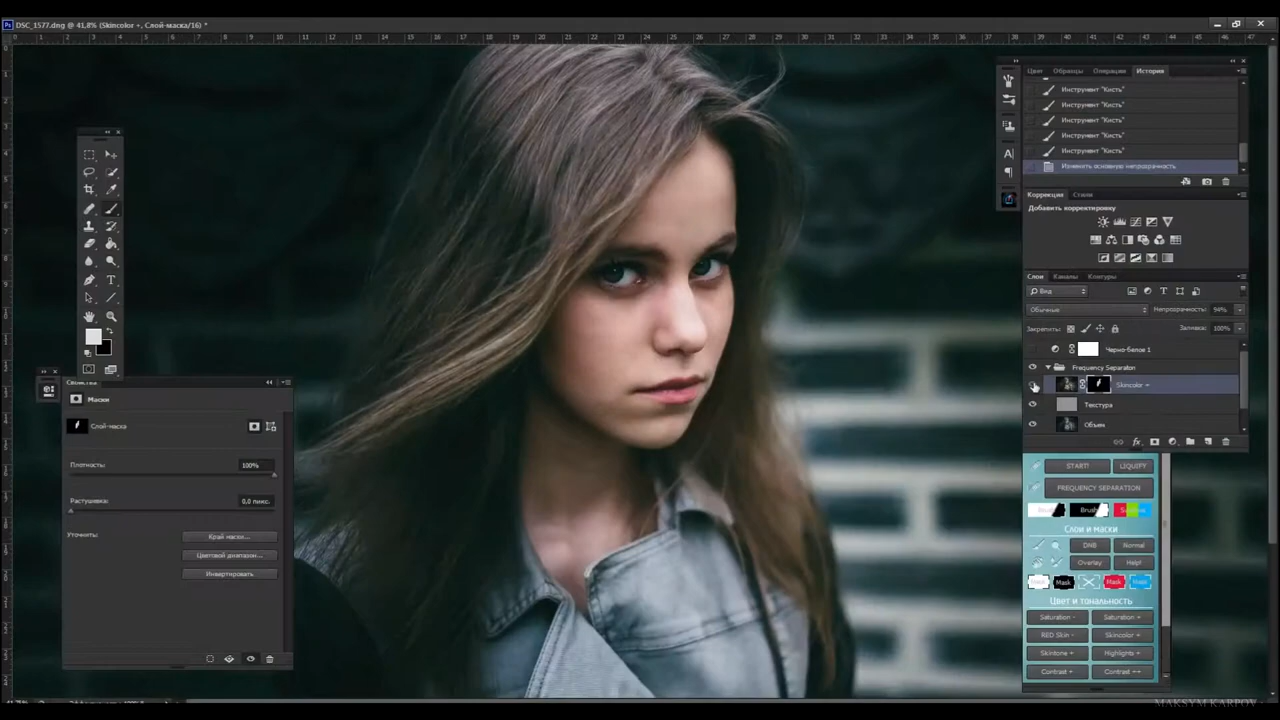 DSC_1577.dng @ 41,8% (Skincolor +, Слой-маска/16) *
Цвет Образцы Операции История
Инструмент "Кисть"
Инструмент "Кисть"
Инструмент "Кисть"
Инструмент "Кисть"
Инструмент "Кисть"
Изменить основную непрозрачность
Коррекция Стили
Добавить корректировку
Слои Каналы Контуры
Вид
Обычные Непрозрачность: 94%
Закрепить: Заливка: 100%
Черно-белое 1
Frequency Separation
Skincolor +
Текстура
Объем
START! LIQUIFY
FREQUENCY SEPARATION
Brush
Слои и маски
DNB Normal
Overlay Help!
Mask Mask
Цвет и тональность
Saturation - Saturation +
RED Skin - Skincolor +
Skintone + Highlights +
Contrast + Contrast ++
Свойства
Маски
Слой-маска
Плотность: 100%
Растушевка: 0,0 пикс.
Уточнить: Край маски...
Цветовой диапазон...
Инвертировать
MAKSYM KARPOV